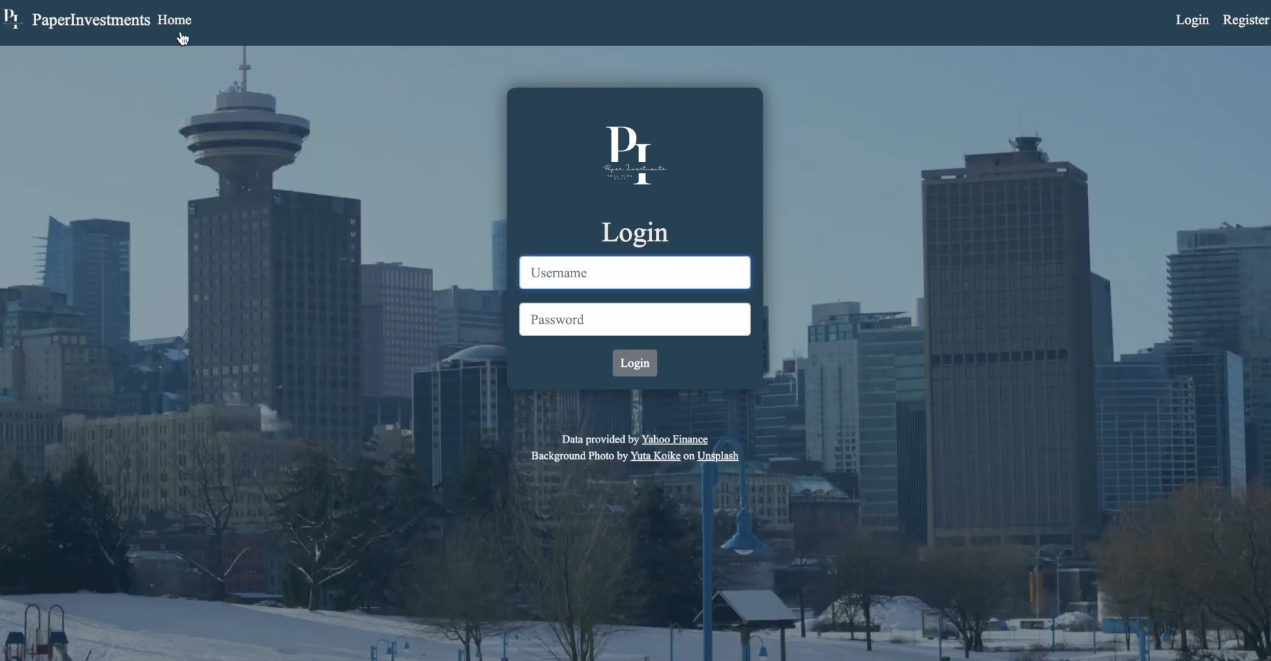 PI PaperInvestments Home Login Register
PI
Paper Investments
Login
Username
Password
Login
Data provided by Yahoo Finance
Background Photo by Yuta Koike on Unsplash